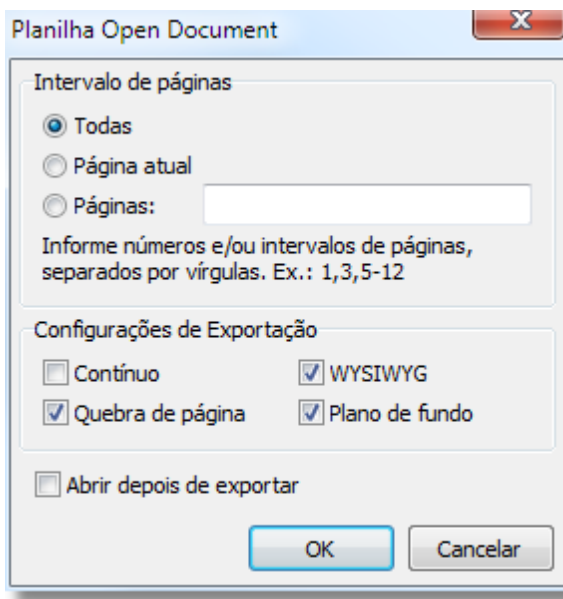 Planilha Open Document
Intervalo de páginas
Todas
Página atual
Páginas:
Informe números e/ou intervalos de páginas,
separados por vírgulas. Ex.: 1,3,5-12
Configurações de Exportação
Contínuo
WYSIWYG
Quebra de página
Plano de fundo
Abrir depois de exportar
OK
Cancelar